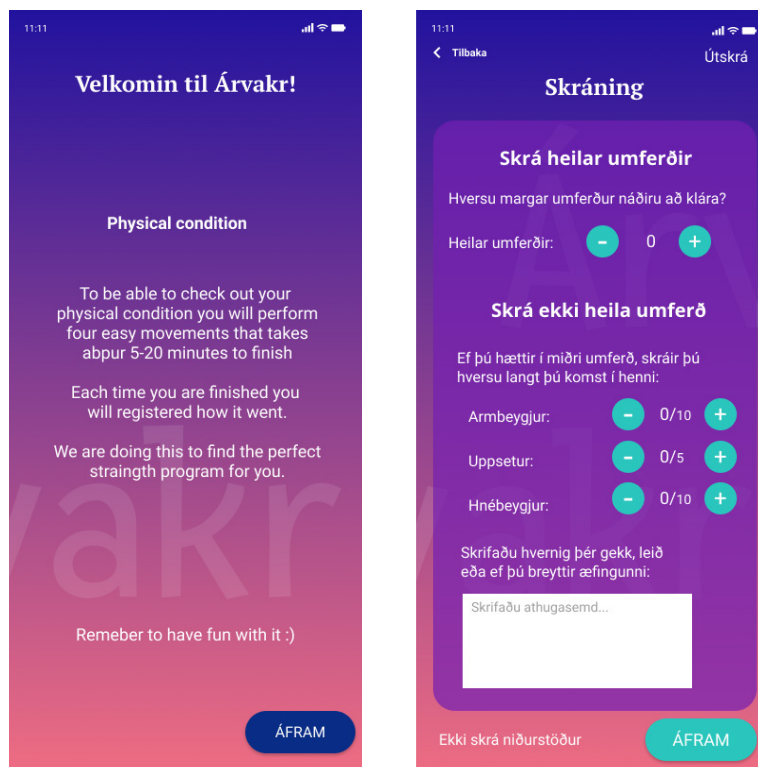 11:11
Velkomin til Árvakr!
Physical condition
To be able to check out your
physical condition you will perform
four easy movements that takes
abpur 5-20 minutes to finish
Each time you are finished you
will registered how it went.
We are doing this to find the perfect
straingth program for you.
vakr
Remeber to have fun with it :)
ÁFRAM
11:11
Tilbaka
Útskrá
Skráning
Skrá heilar umferðir
Hversu margar umferður náðiru að klára?
Heilar umferðir:
-
0
+
Árv
Skrá ekki heila umferð
Ef þú hættir í miðri umferð, skráir þú
hversu langt þú komst í henni:
Armbeygjur:
-
0/10
+
Uppsetur:
-
0/5
+
Hnébeygjur:
-
0/10
+
vakr
Skrifaðu hvernig þér gekk, leið
eða ef þú breyttir æfingunni:
Skrifaðu athugasemd...
Ekki skrá niðurstöður
ÁFRAM